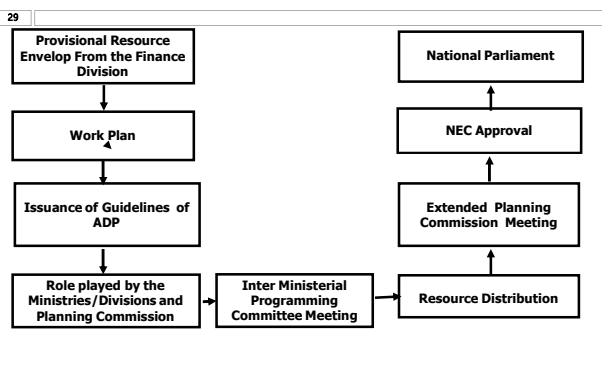 29
Provisional Resource
Envelop From the Finance
Division
Work Plan
Issuance of Guidelines of
ADP
Role played by the
Ministries/Divisions and
Planning Commission
Inter Ministerial
Programming
Committee Meeting
Resource Distribution
Extended Planning
Commission Meeting
NEC Approval
National Parliament